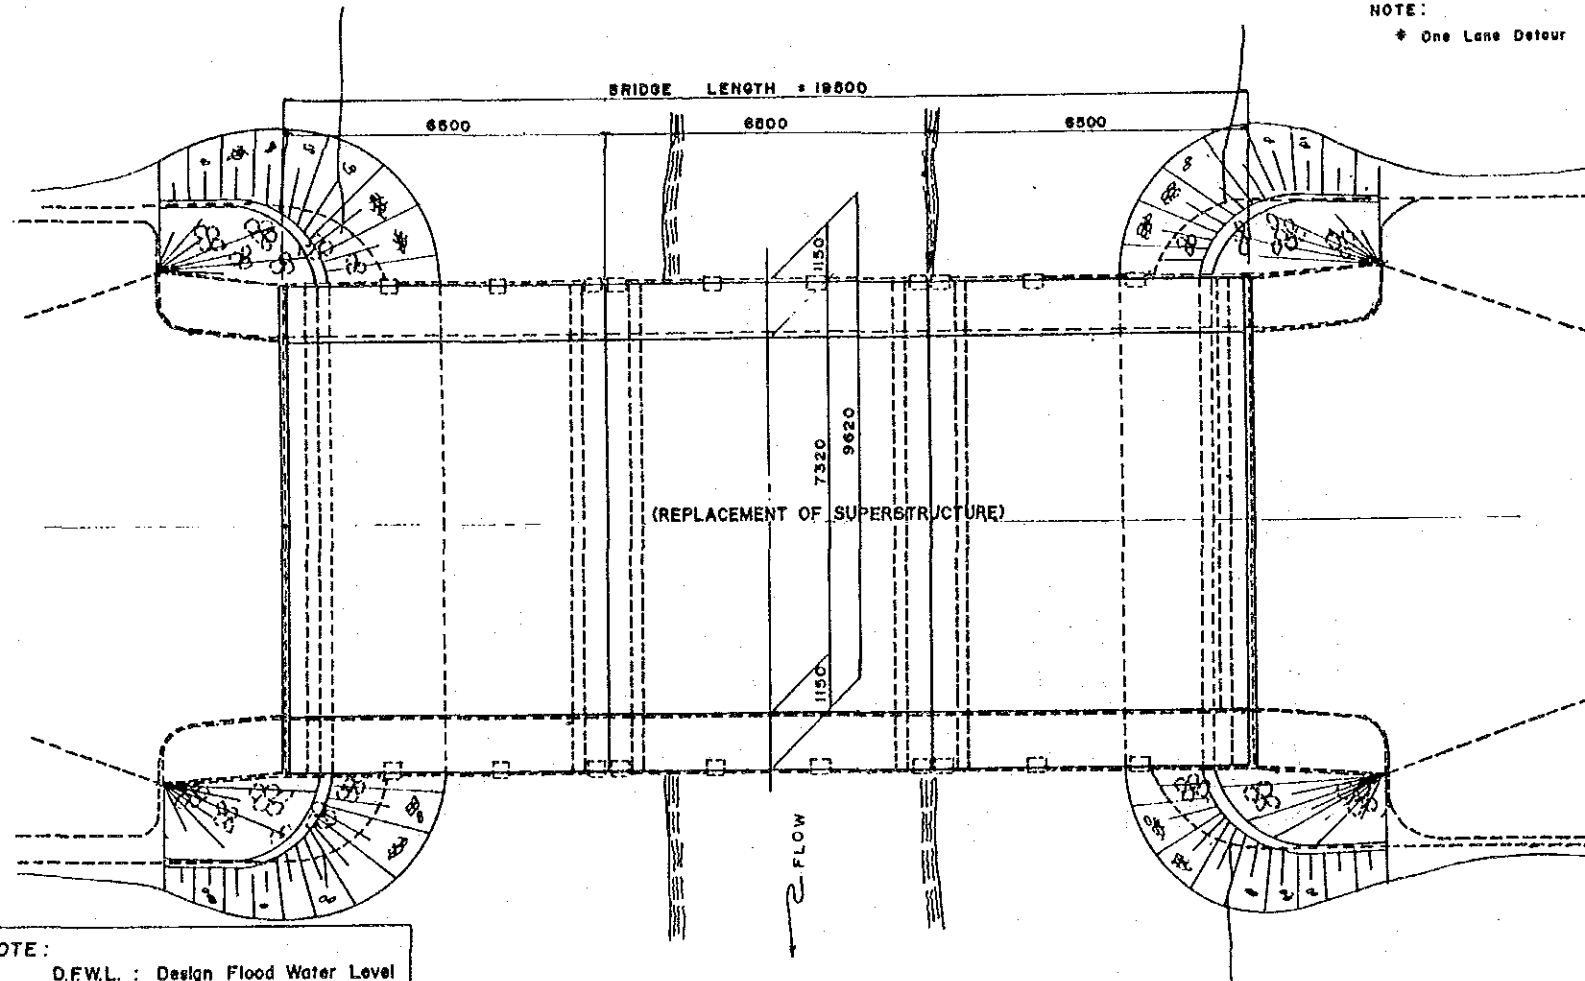 NOTE:
* One Lane Detour
BRIDGE LENGTH = 19500
6500 6500 6500
1150
7320
9620
(REPLACEMENT OF SUPERSTRUCTURE)
1150
FLOW
OTE:
D.F.W.L. : Design Flood Water Level